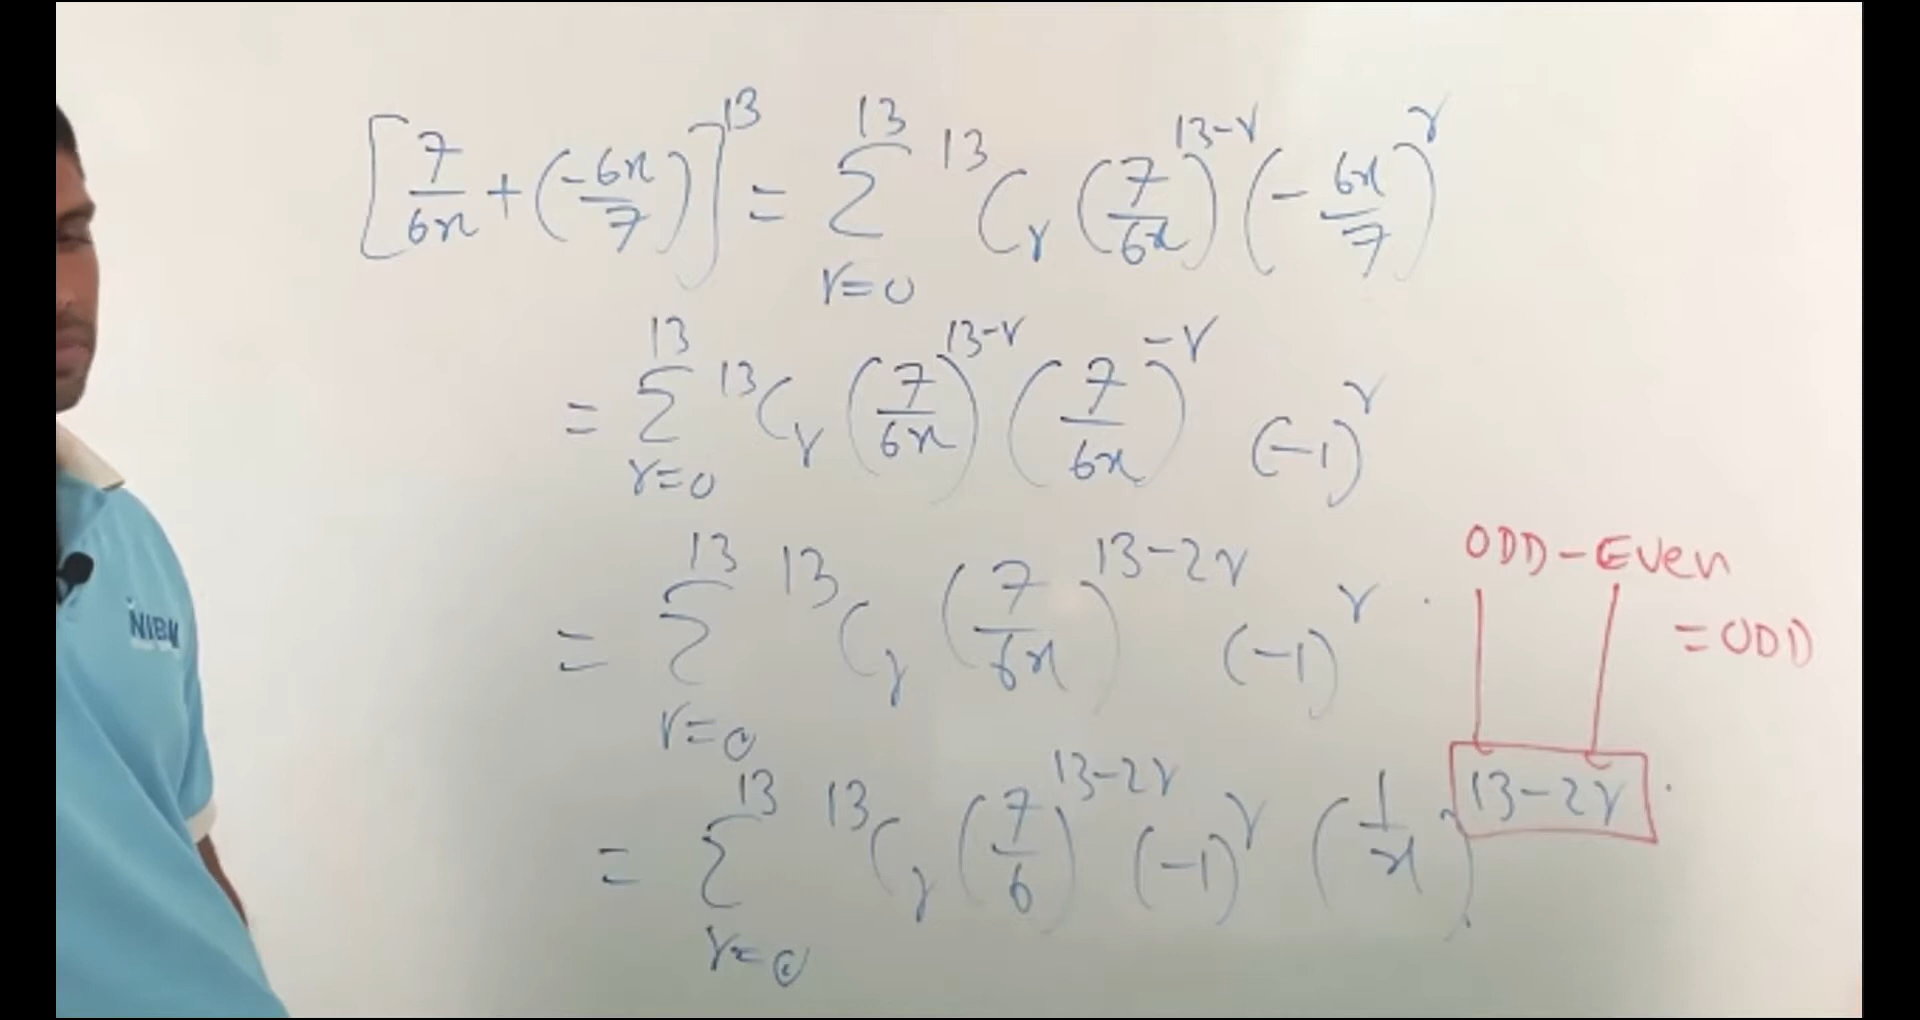 [7/6x + (-6x/7)]^13 = Σ_{r=0}^{13} ^13C_r (7/6x)^{13-r} (-6x/7)^r
= Σ_{r=0}^{13} ^13C_r (7/6x)^{13-r} (7/6x)^{-r} (-1)^r
ODD - Even
= ODD
= Σ_{r=0}^{13} ^13C_r (7/6x)^{13-2r} (-1)^r .
= Σ_{r=0}^{13} ^13C_r (7/6)^{13-2r} (-1)^r (1/x)^{13-2r} .
NIBM